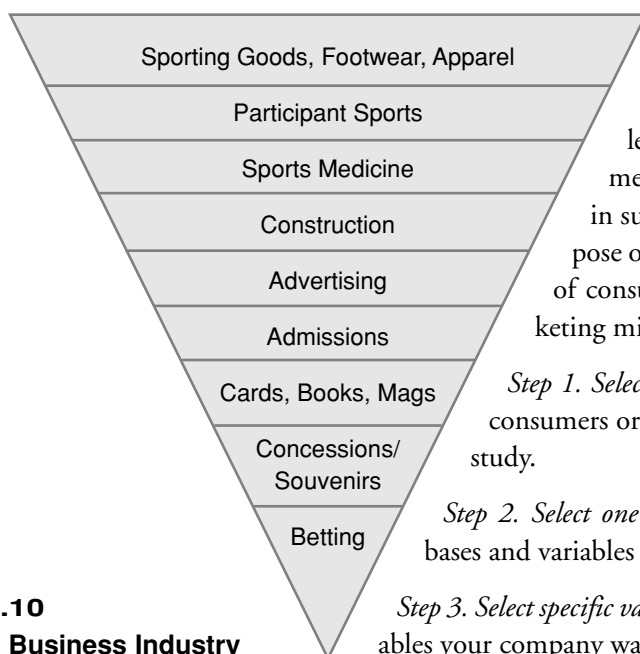 Sporting Goods, Footwear, Apparel
Participant Sports
Sports Medicine
Construction
Advertising
Admissions
Cards, Books, Mags
Concessions/
Souvenirs
Betting
.10
Business Industry
le
me
in su
pose o
of consu
keting mi
Step 1. Selec
consumers or
study.
Step 2. Select one
bases and variables
Step 3. Select specific va
ables your company wa